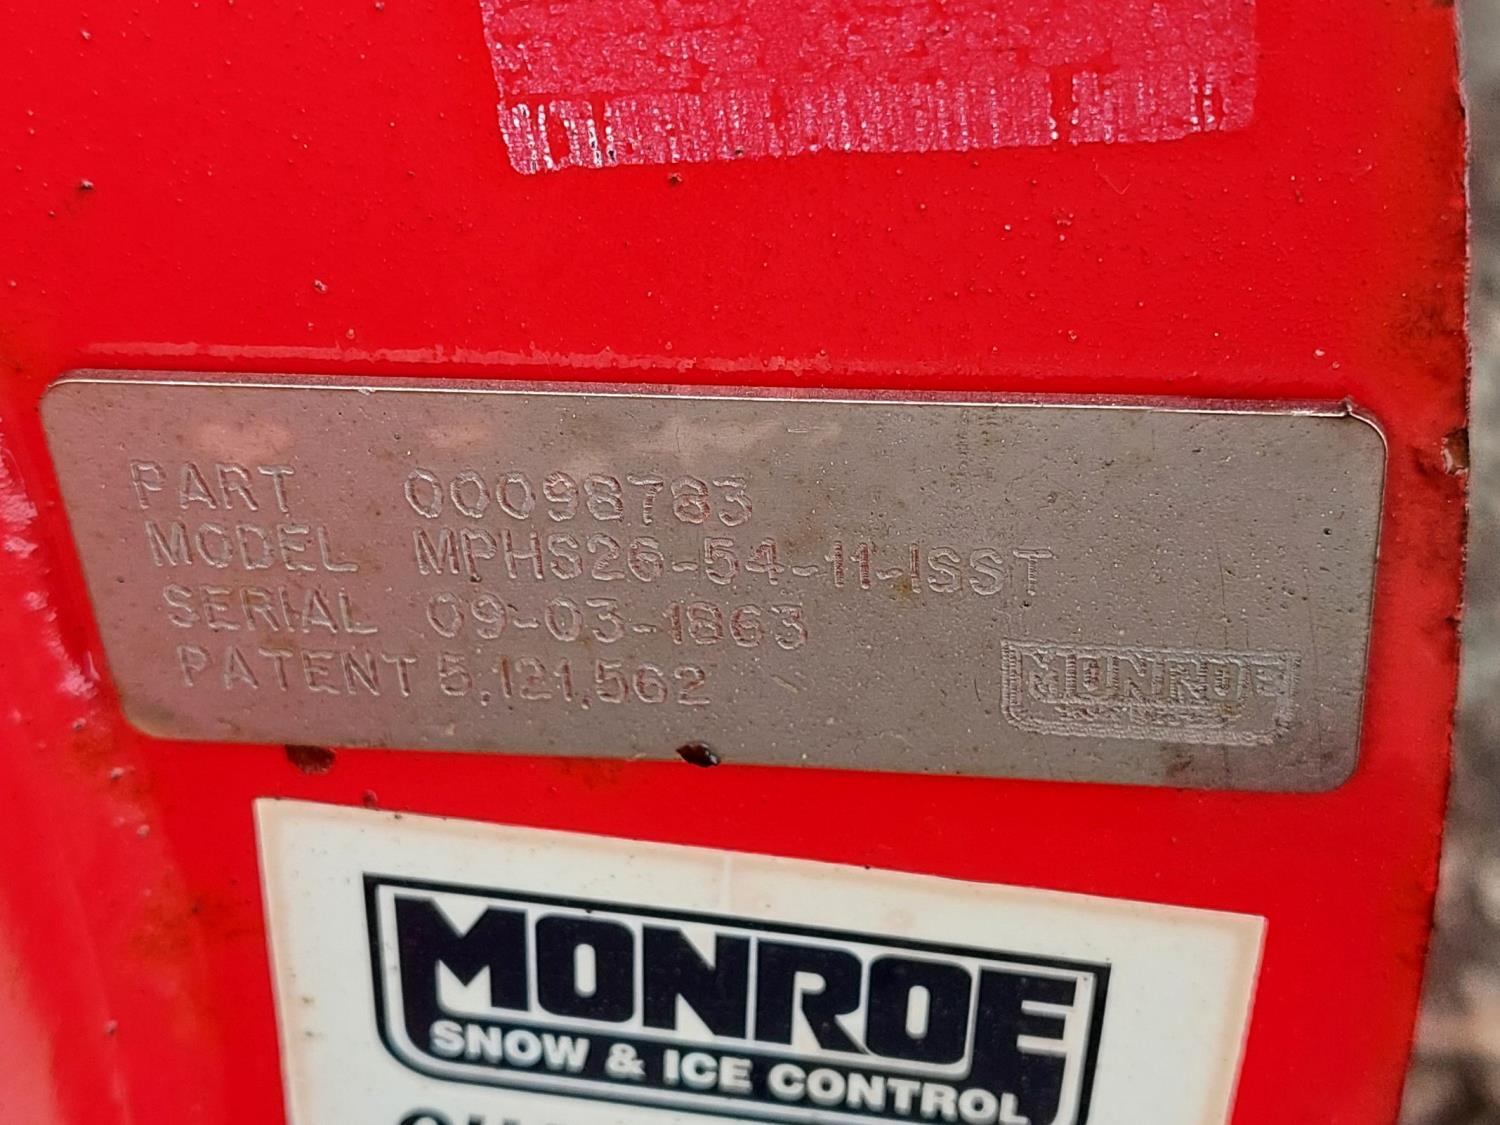 PART 00098783
MODEL MPHS26-54-11-ISST
SERIAL 09-03-1863
PATENT 5,121,562
MONROE
MONROE
SNOW & ICE CONTROL